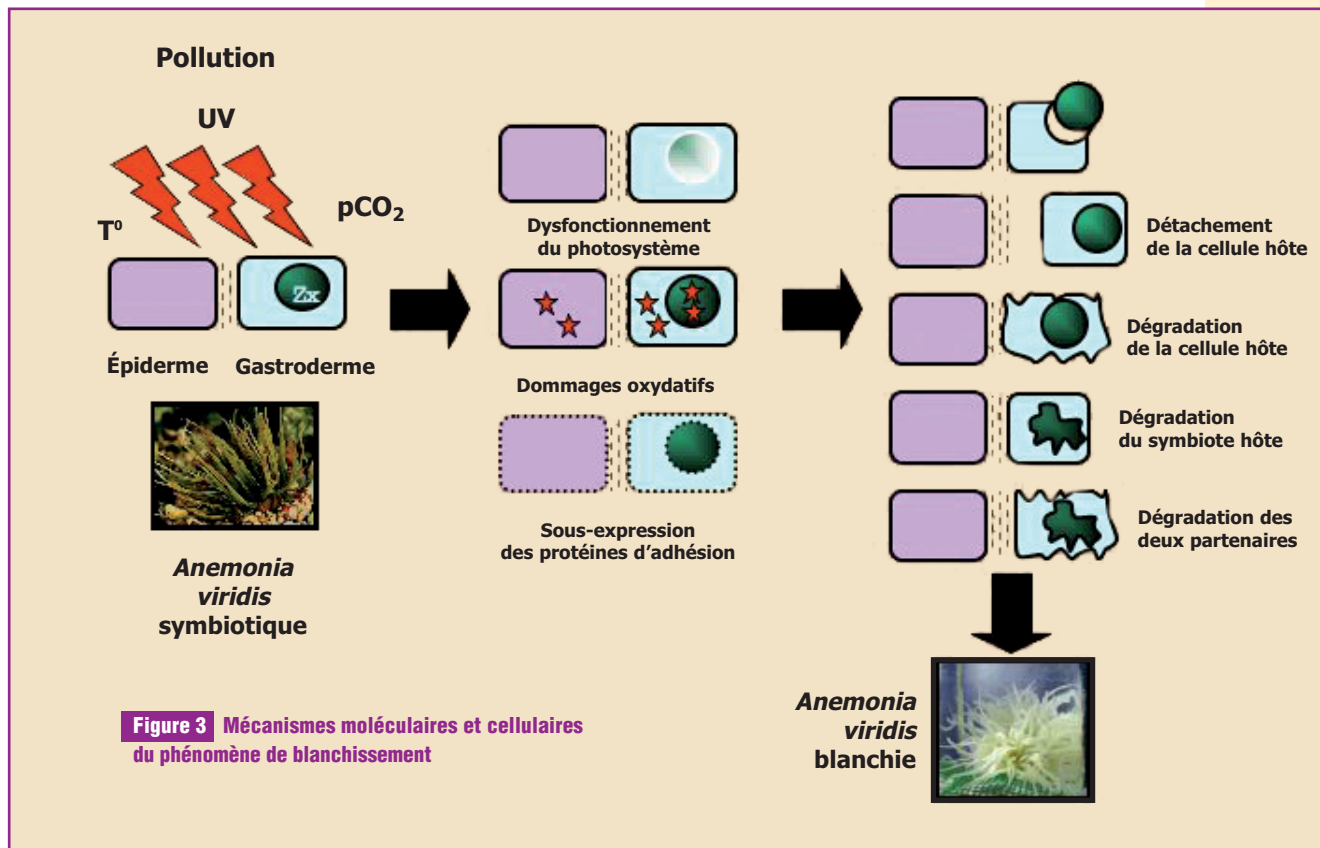 Pollution
UV
T⁰
pCO₂
Zx
Épiderme
Gastroderme
Anemonia
viridis
symbiotique
Dysfonctionnement
du photosystème
Dommages oxydatifs
Sous-expression
des protéines d'adhésion
Détachement
de la cellule hôte
Dégradation
de la cellule hôte
Dégradation
du symbiote hôte
Dégradation des
deux partenaires
Anemonia
viridis
blanchie
Figure 3 Mécanismes moléculaires et cellulaires
du phénomène de blanchissement